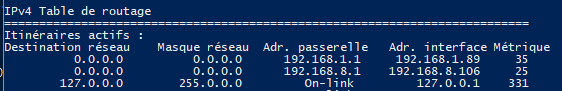 IPv4 Table de routage
===========================================================================
Itinéraires actifs :
Destination réseau    Masque réseau  Adr. passerelle   Adr. interface Métrique
0.0.0.0          0.0.0.0      192.168.1.1     192.168.1.89     35
0.0.0.0          0.0.0.0      192.168.8.1    192.168.8.106     25
127.0.0.0        255.0.0.0         On-link         127.0.0.1    331